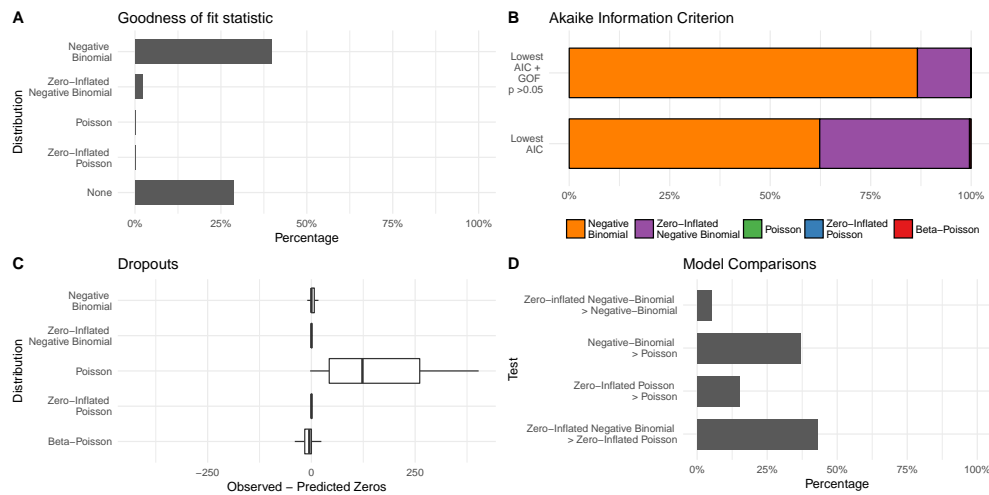 A
Goodness of fit statistic
Distribution
Negative
Binomial
Zero−Inflated
Negative Binomial
Poisson
Zero−Inflated
Poisson
None
0%
25%
50%
75%
100%
Percentage
B
Akaike Information Criterion
Lowest
AIC +
GOF
p >0.05
Lowest
AIC
0%
25%
50%
75%
100%
Negative
Binomial
Zero−Inflated
Negative Binomial
Poisson
Zero−Inflated
Poisson
Beta−Poisson
C
Dropouts
Distribution
Negative
Binomial
Zero−Inflated
Negative Binomial
Poisson
Zero−Inflated
Poisson
Beta−Poisson
−250
0
250
Observed − Predicted Zeros
D
Model Comparisons
Test
Zero−inflated Negative−Binomial
> Negative−Binomial
Negative−Binomial
> Poisson
Zero−Inflated Poisson
> Poisson
Zero−Inflated Negative Binomial
> Zero−Inflated Poisson
0%
25%
50%
75%
100%
Percentage